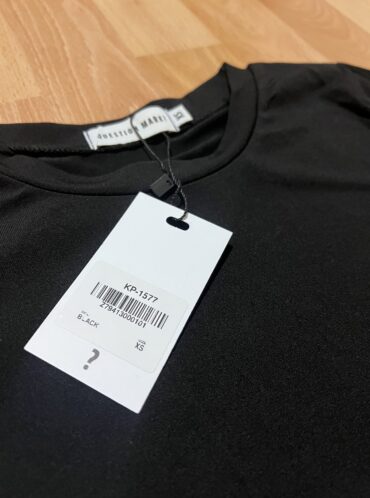 QUESTION MARK
XS
KP-1577
279413000101
BLACK
XS
?